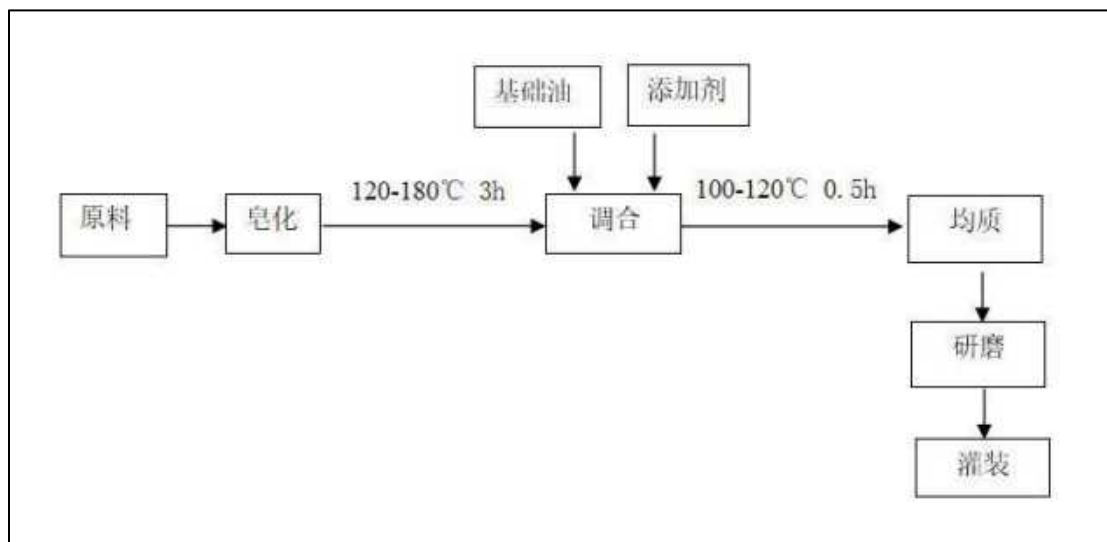 基础油
添加剂
120-180℃ 3h
100-120℃ 0.5h
原料
皂化
调合
均质
研磨
灌装